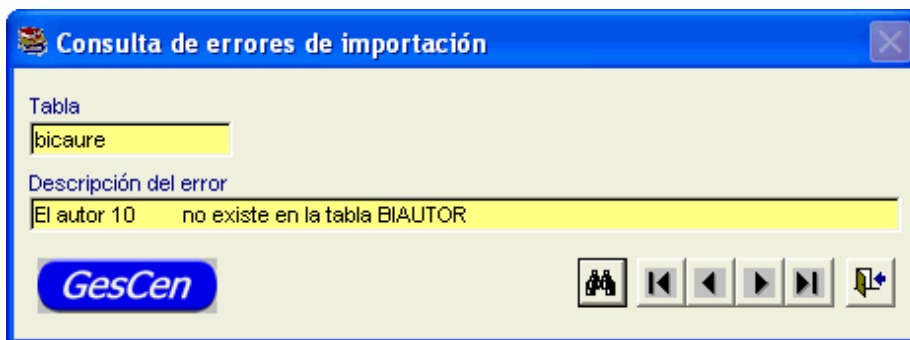 Consulta de errores de importación
Tabla
bicaure
Descripción del error
El autor 10 no existe en la tabla BIAUTOR
GesCen